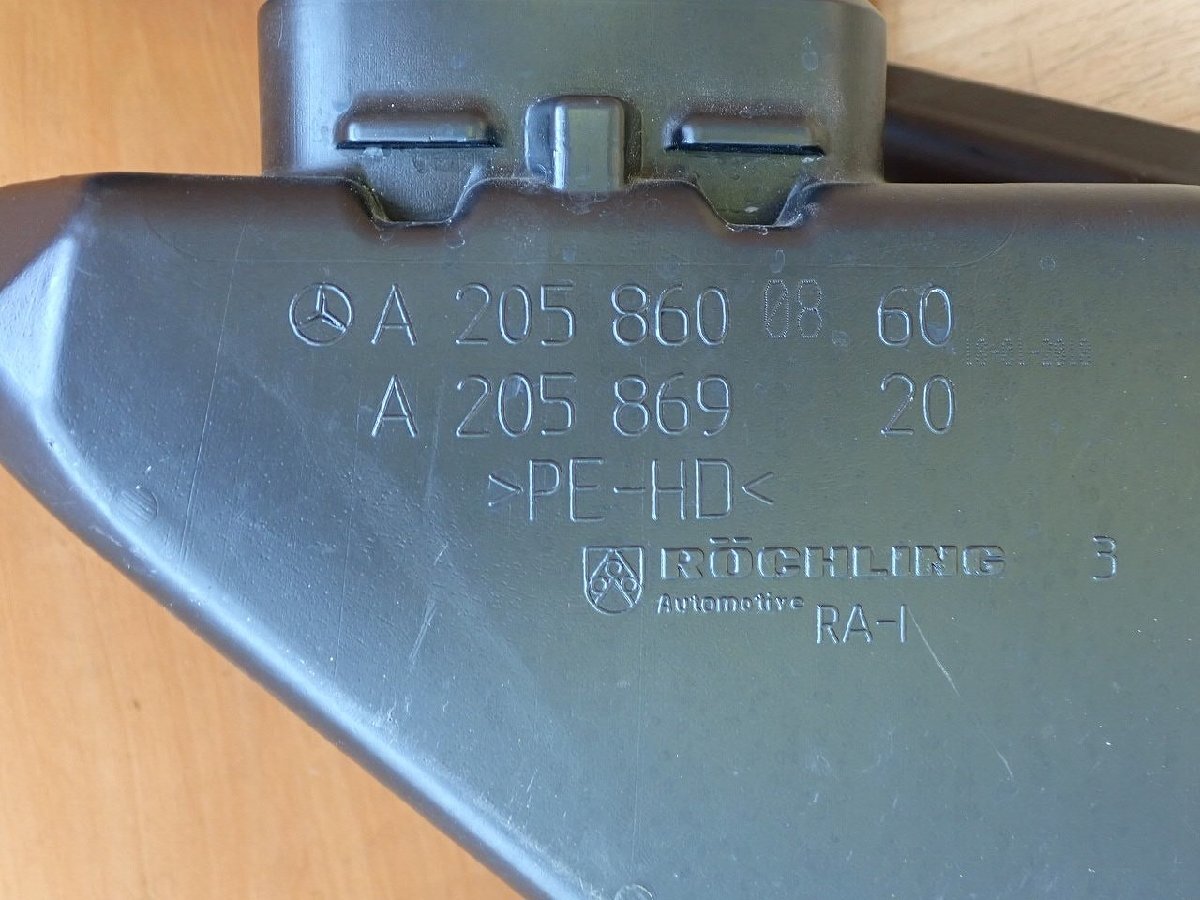 A 205 860 08. 60
A 205 869 20
>PE-HD<
RÖCHLING 3
Automotive
RA-I